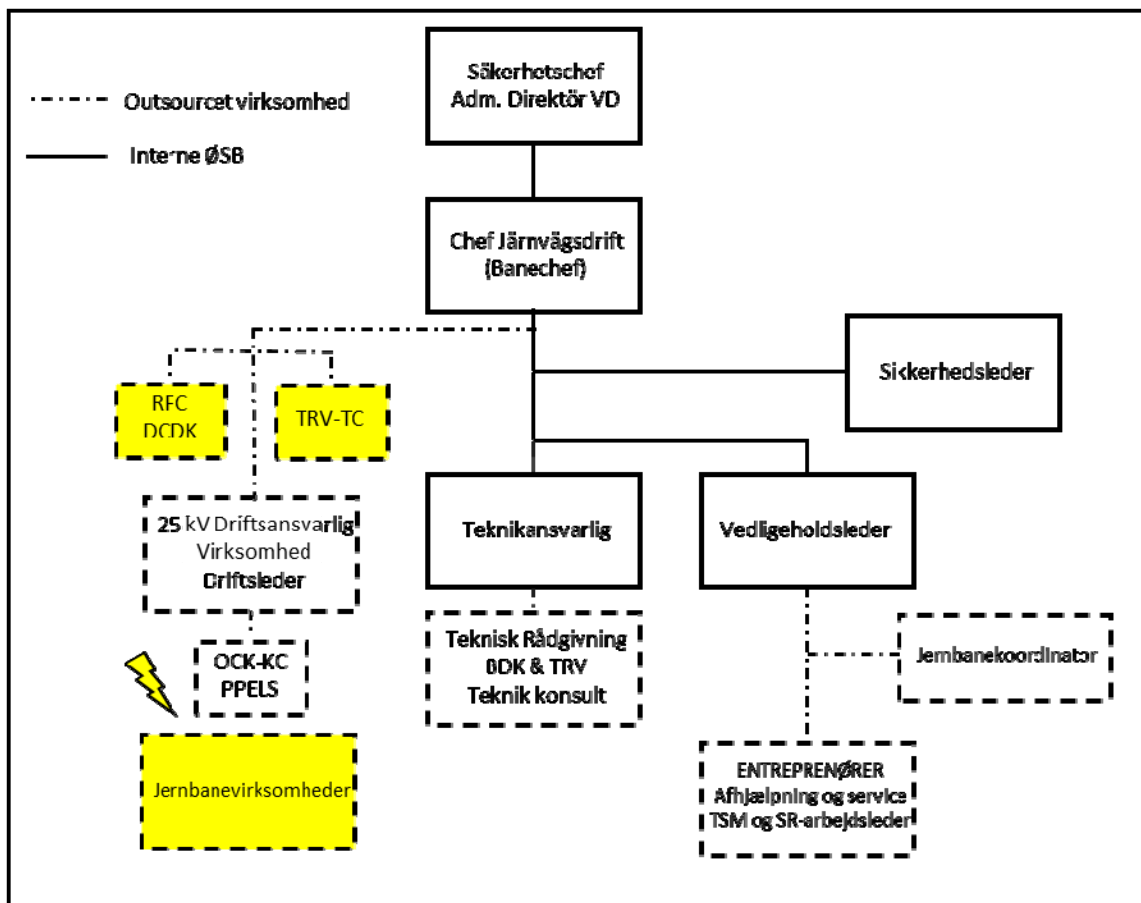 Säkerhetschef
Adm. Direktör VD
Outsourcet virksomhed
Interne ØSB
Chef Järnvägsdrift
(Banechef)
Sikkerhedsleder
RFC
DCDK
TRV-TC
25 kV Driftsansvarlig
Virksomhed
Driftsleder
Teknikansvarlig
Vedligeholdsleder
OCK-KC
PPELS
Teknisk Rådgivning
BDK & TRV
Teknik konsult
Jernbanekoordinator
Jernbanevirksomheder
ENTREPRENØRER
Afhjælpning og service
TSM og SR-arbejdsleder